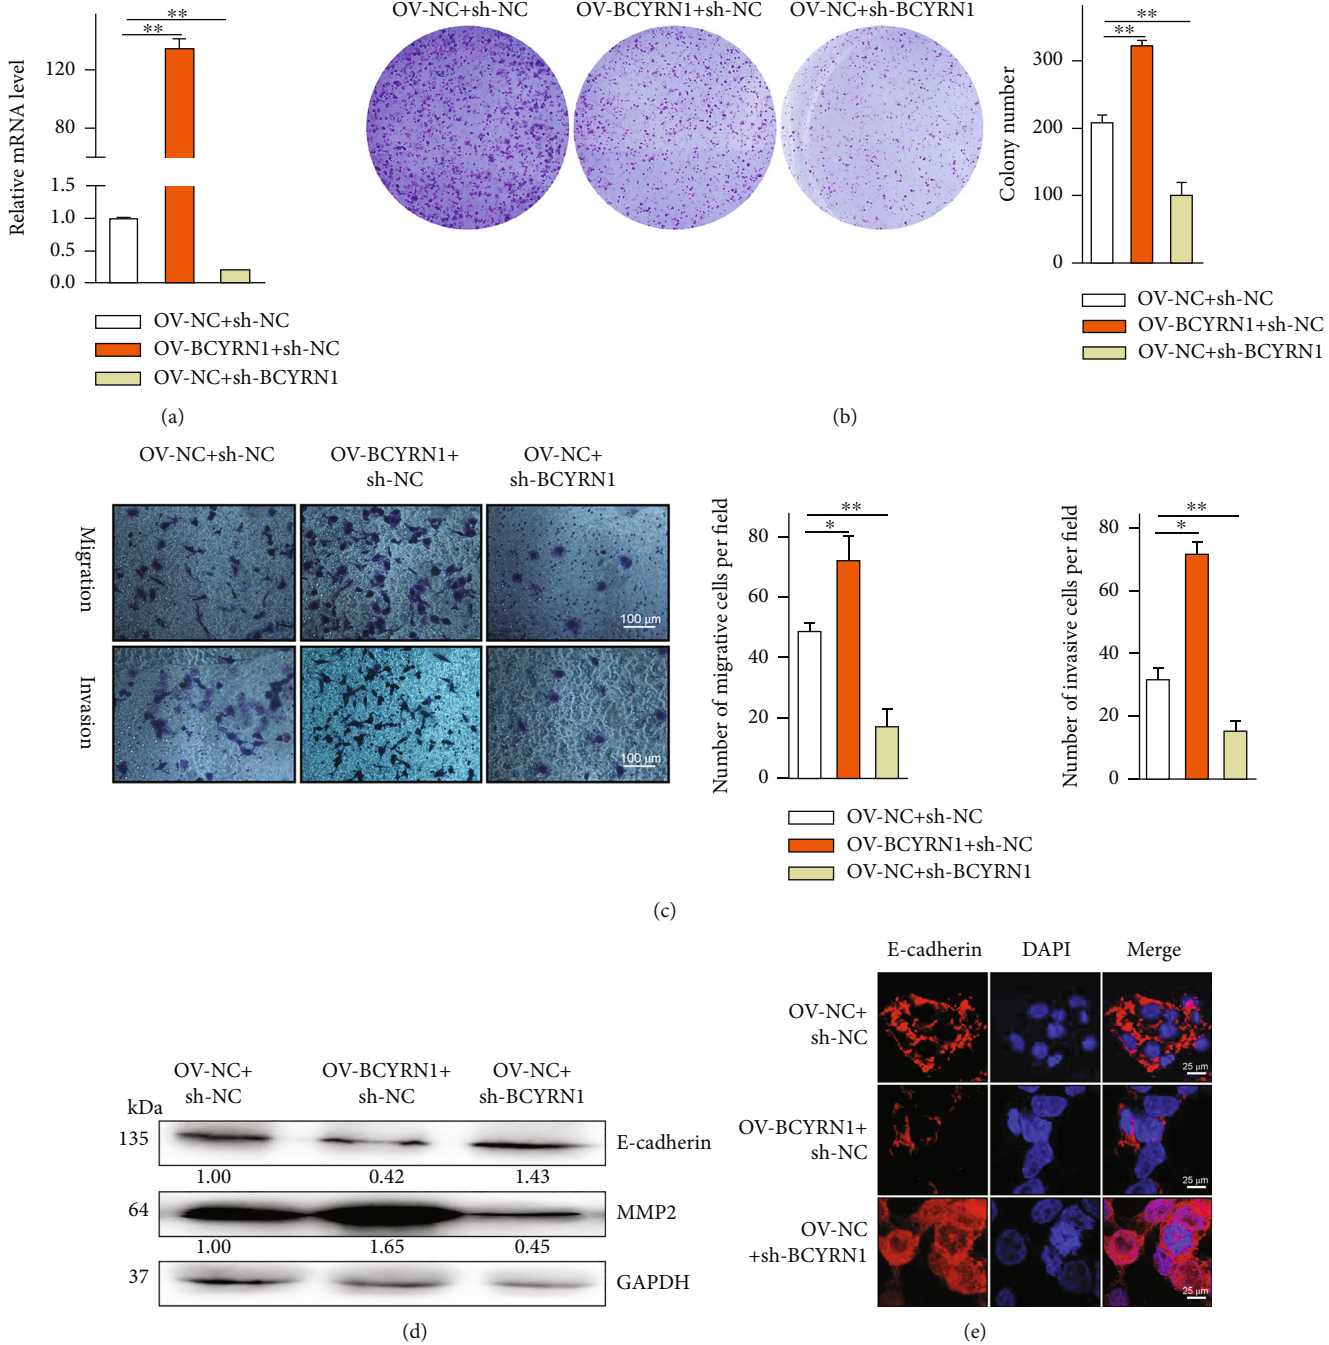 **
**
Relative mRNA level
120
80
1.5
1.0
0.5
0.0
OV-NC+sh-NC
OV-BCYRN1+sh-NC
OV-NC+sh-BCYRN1
(a)
OV-NC+sh-NC
OV-BCYRN1+sh-NC
OV-NC+sh-BCYRN1
**
**
Colony number
300
200
100
0
OV-NC+sh-NC
OV-BCYRN1+sh-NC
OV-NC+sh-BCYRN1
(b)
OV-NC+sh-NC
OV-BCYRN1+
sh-NC
OV-NC+
sh-BCYRN1
Migration
100 μm
Invasion
100 μm
**
*
Number of migrative cells per field
80
60
40
20
0
**
*
Number of invasive cells per field
80
60
40
20
0
OV-NC+sh-NC
OV-BCYRN1+sh-NC
OV-NC+sh-BCYRN1
(c)
OV-NC+
sh-NC
OV-BCYRN1+
sh-NC
OV-NC+
sh-BCYRN1
kDa
135
E-cadherin
1.00
0.42
1.43
64
MMP2
1.00
1.65
0.45
37
GAPDH
(d)
E-cadherin
DAPI
Merge
OV-NC+
sh-NC
25 μm
OV-BCYRN1+
sh-NC
25 μm
OV-NC
+sh-BCYRN1
25 μm
(e)